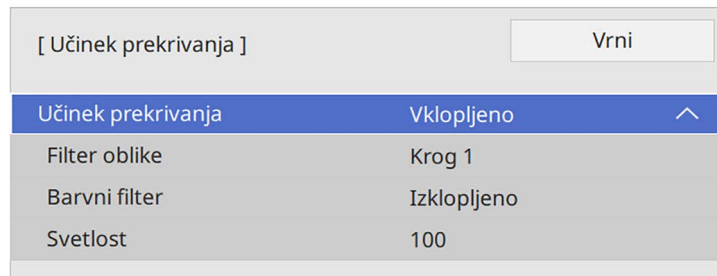 [ Učinek prekrivanja ] Vrni
Učinek prekrivanja Vklopljeno
Filter oblike Krog 1
Barvni filter Izklopljeno
Svetlost 100